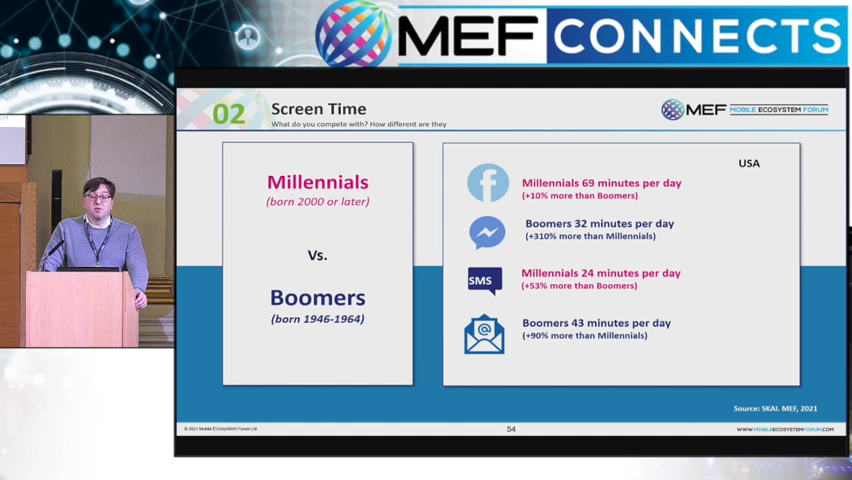 MEF CONNECTS
02
Screen Time
What do you compete with? How different are they
MEF MOBILE ECOSYSTEM FORUM
Millennials
(born 2000 or later)
Vs.
Boomers
(born 1946-1964)
USA
Millennials 69 minutes per day
(+10% more than Boomers)
Boomers 32 minutes per day
(+310% more than Millennials)
SMS
Millennials 24 minutes per day
(+53% more than Boomers)
@
Boomers 43 minutes per day
(+90% more than Millennials)
Source: SKAI. MEF, 2021
© 2021 Mobile Ecosystem Forum Ltd
54
WWW.MOBILEECOSYSTEMFORUM.COM